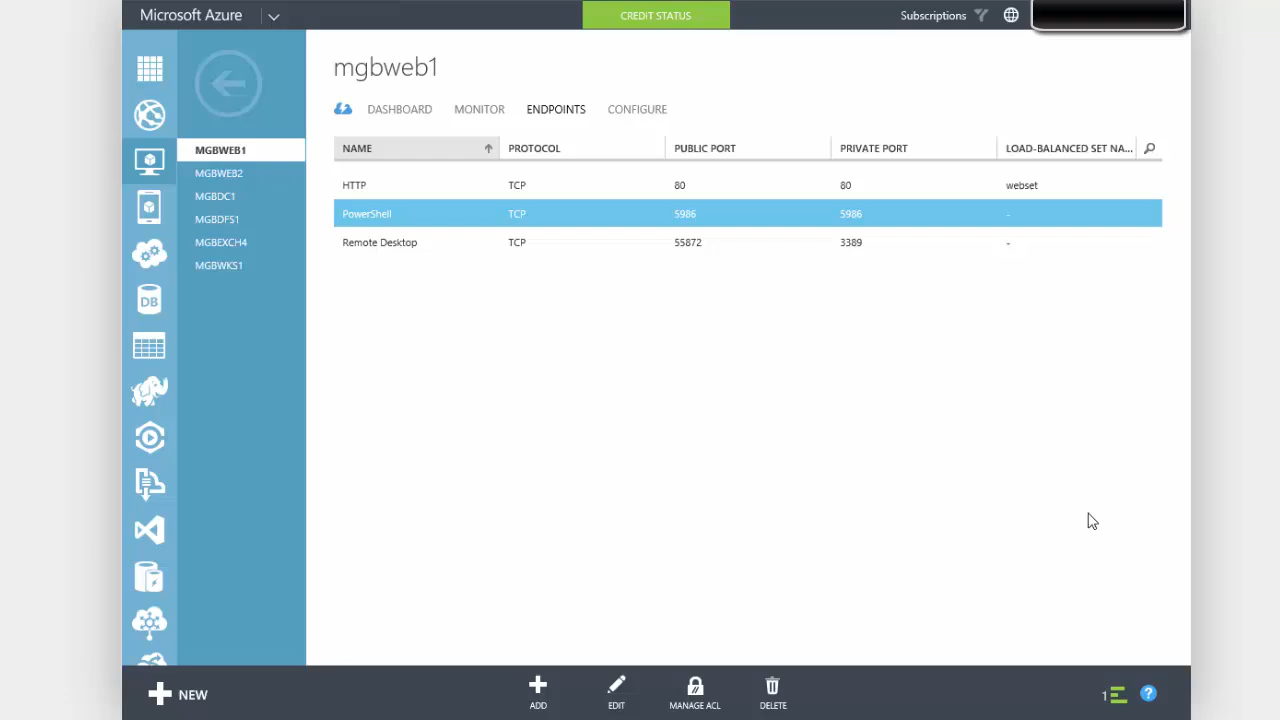 Microsoft Azure
CREDIT STATUS
Subscriptions
mgbweb1
DASHBOARD MONITOR ENDPOINTS CONFIGURE
MGBWEB1
MGBWEB2
MGBDC1
MGBDFS1
MGBEXCH4
MGBWKS1
NAME PROTOCOL PUBLIC PORT PRIVATE PORT LOAD-BALANCED SET NA...
HTTP TCP 80 80 webset
PowerShell TCP 5986 5986 -
Remote Desktop TCP 55872 3389 -
DB
NEW
ADD EDIT MANAGE ACL DELETE
1 ?